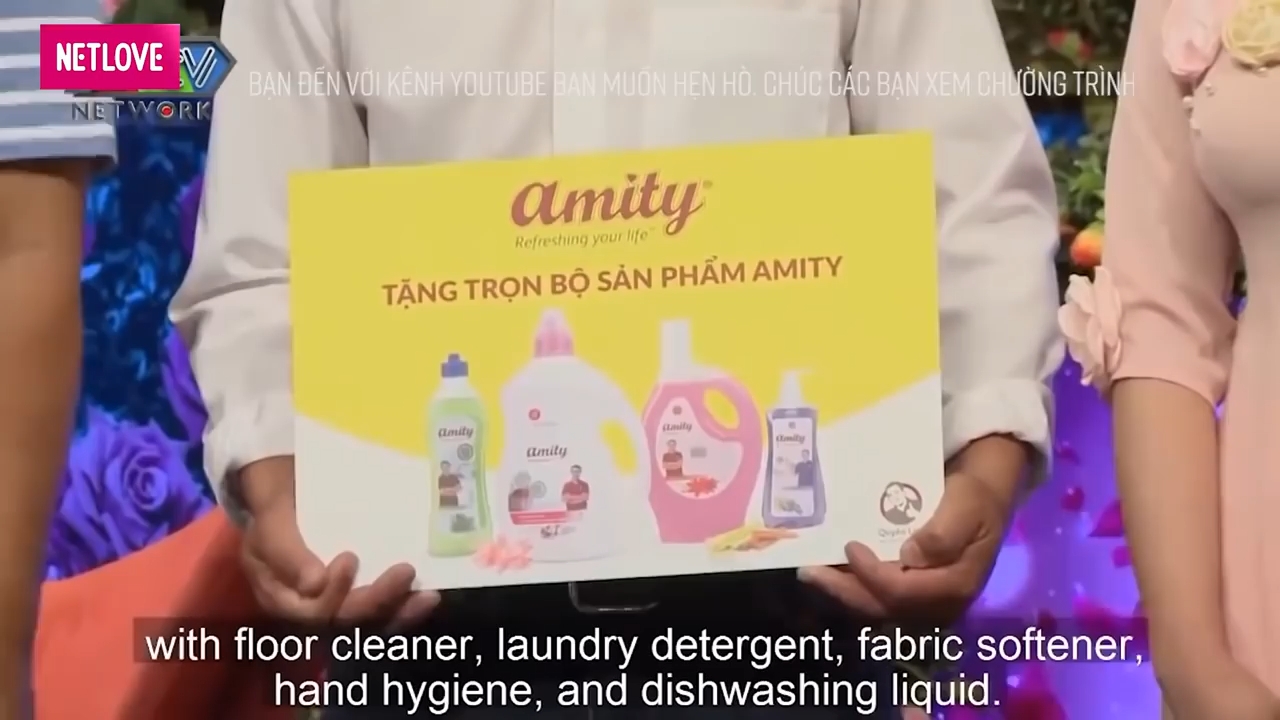 NETLOVE
NETWORK
BẠN ĐẾN VỚI KÊNH YOUTUBE BẠN MUỐN HẸN HÒ. CHÚC CÁC BẠN XEM CHƯƠNG TRÌNH
amity
Refreshing your life
TẶNG TRỌN BỘ SẢN PHẨM AMITY
amity
amity
amity
amity
with floor cleaner, laundry detergent, fabric softener,
hand hygiene, and dishwashing liquid.